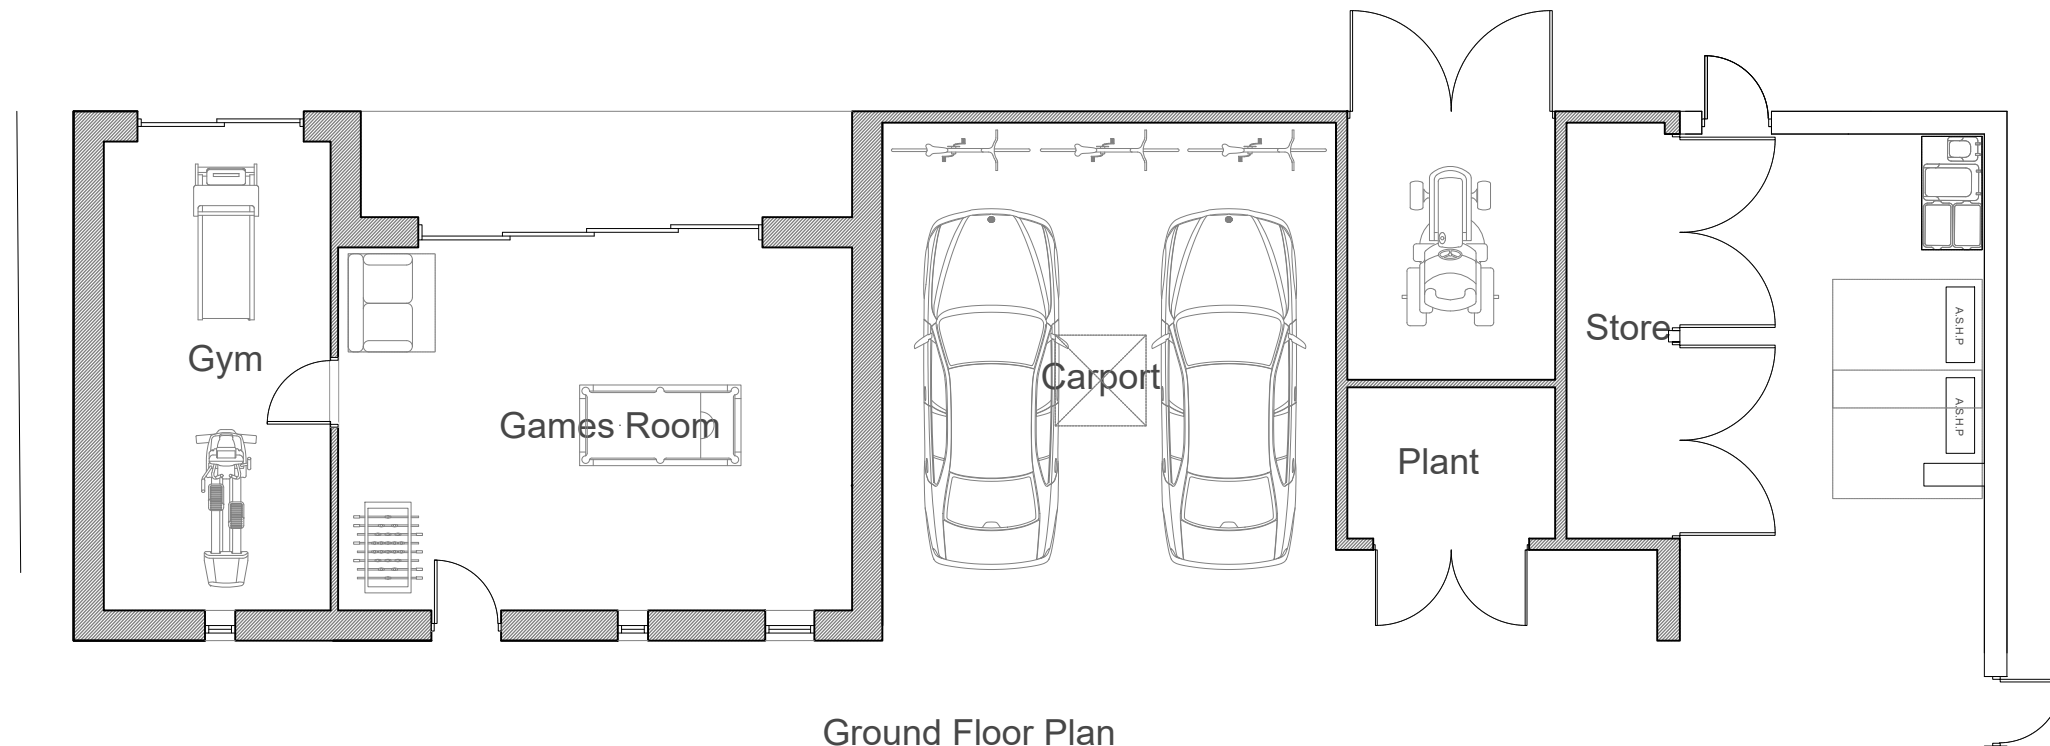 A.S.H.P
Store
Gym
Carport
A.S.H.P
Games Room
Plant
Ground Floor Plan